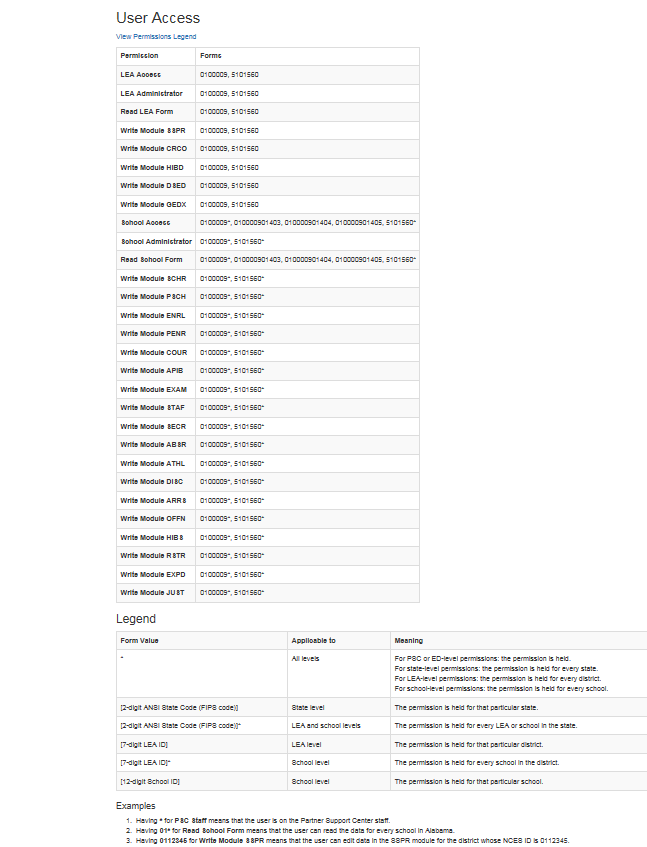 User Access
View Permissions Legend
Permission Forms
LEA Access 0100009, 5101560
LEA Administrator 0100009, 5101560
Read LEA Form 0100009, 5101560
Write Module SSPR 0100009, 5101560
Write Module CRCO 0100009, 5101560
Write Module HIBD 0100009, 5101560
Write Module DSED 0100009, 5101560
Write Module GEDX 0100009, 5101560
School Access 0100009*, 010000901403, 010000901404, 010000901405, 5101560*
School Administrator 0100009*, 5101560*
Read School Form 0100009*, 010000901403, 010000901404, 010000901405, 5101560*
Write Module SCHR 0100009*, 5101560*
Write Module PSCH 0100009*, 5101560*
Write Module ENRL 0100009*, 5101560*
Write Module PENR 0100009*, 5101560*
Write Module COUR 0100009*, 5101560*
Write Module APIB 0100009*, 5101560*
Write Module EXAM 0100009*, 5101560*
Write Module STAF 0100009*, 5101560*
Write Module SECR 0100009*, 5101560*
Write Module ABSR 0100009*, 5101560*
Write Module ATHL 0100009*, 5101560*
Write Module DISC 0100009*, 5101560*
Write Module ARRS 0100009*, 5101560*
Write Module OFFN 0100009*, 5101560*
Write Module HIBS 0100009*, 5101560*
Write Module RSTR 0100009*, 5101560*
Write Module EXPD 0100009*, 5101560*
Write Module JUST 0100009*, 5101560*
Legend
Form Value Applicable to Meaning
* All levels For PSC or ED-level permissions: the permission is held.
For state-level permissions: the permission is held for every state.
For LEA-level permissions: the permission is held for every district.
For school-level permissions: the permission is held for every school.
[2-digit ANSI State Code (FIPS code)] State level The permission is held for that particular state.
[2-digit ANSI State Code (FIPS code)]* LEA and school levels The permission is held for every LEA or school in the state.
[7-digit LEA ID] LEA level The permission is held for that particular district.
[7-digit LEA ID]* School level The permission is held for every school in the district.
[12-digit School ID] School level The permission is held for that particular school.
Examples
1. Having * for PSC Staff means that the user is on the Partner Support Center staff.
2. Having 01* for Read School Form means that the user can read the data for every school in Alabama.
3. Having 0112345 for Write Module SSPR means that the user can edit data in the SSPR module for the district whose NCES ID is 0112345.